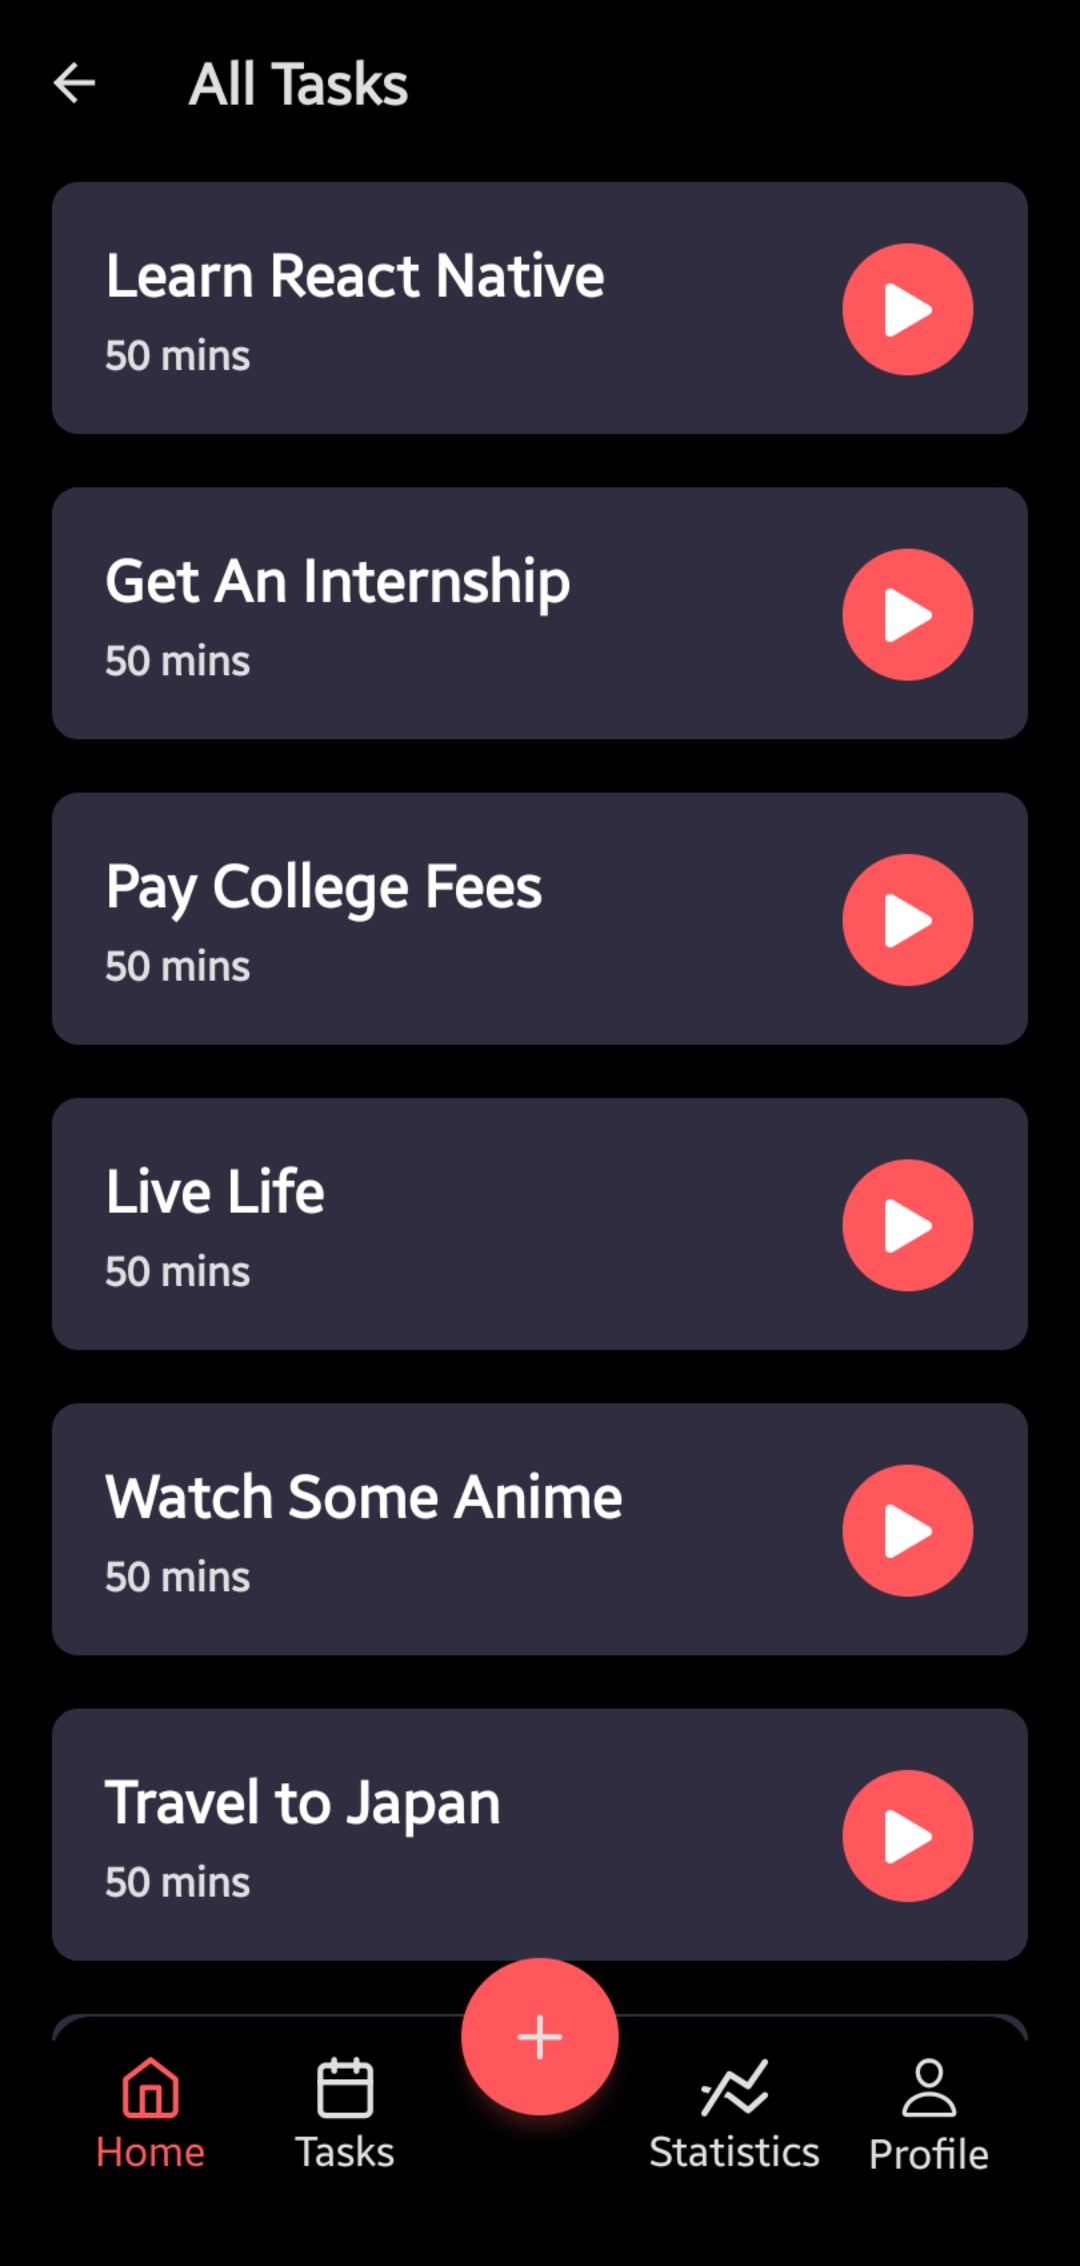 All Tasks
Learn React Native
50 mins
Get An Internship
50 mins
Pay College Fees
50 mins
Live Life
50 mins
Watch Some Anime
50 mins
Travel to Japan
50 mins
Home
Tasks
Statistics
Profile